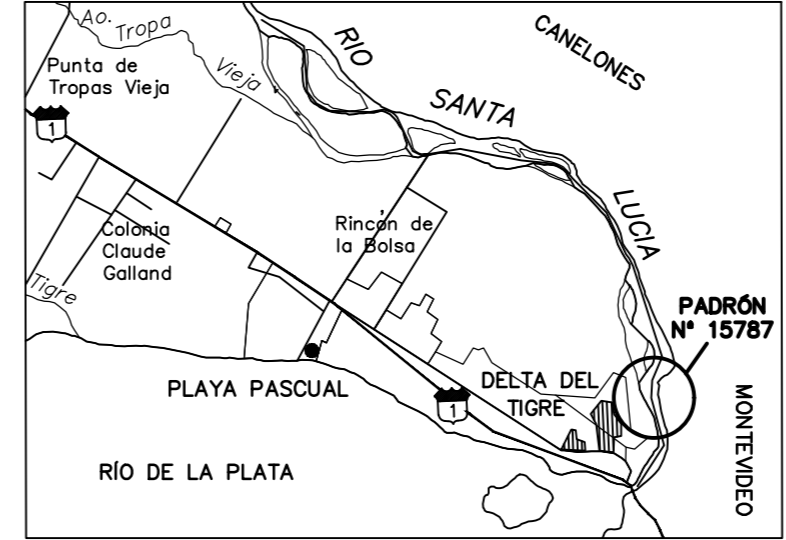 Ao. Tropa
Vieja
RIO
SANTA
LUCIA
CANELONES
Punta de
Tropas Vieja
1
Colonia
Claude
Galland
Tigre
Rincón de
la Bolsa
PADRÓN
Nº 15787
PLAYA PASCUAL
DELTA DEL
TIGRE
1
MONTEVIDEO
RÍO DE LA PLATA